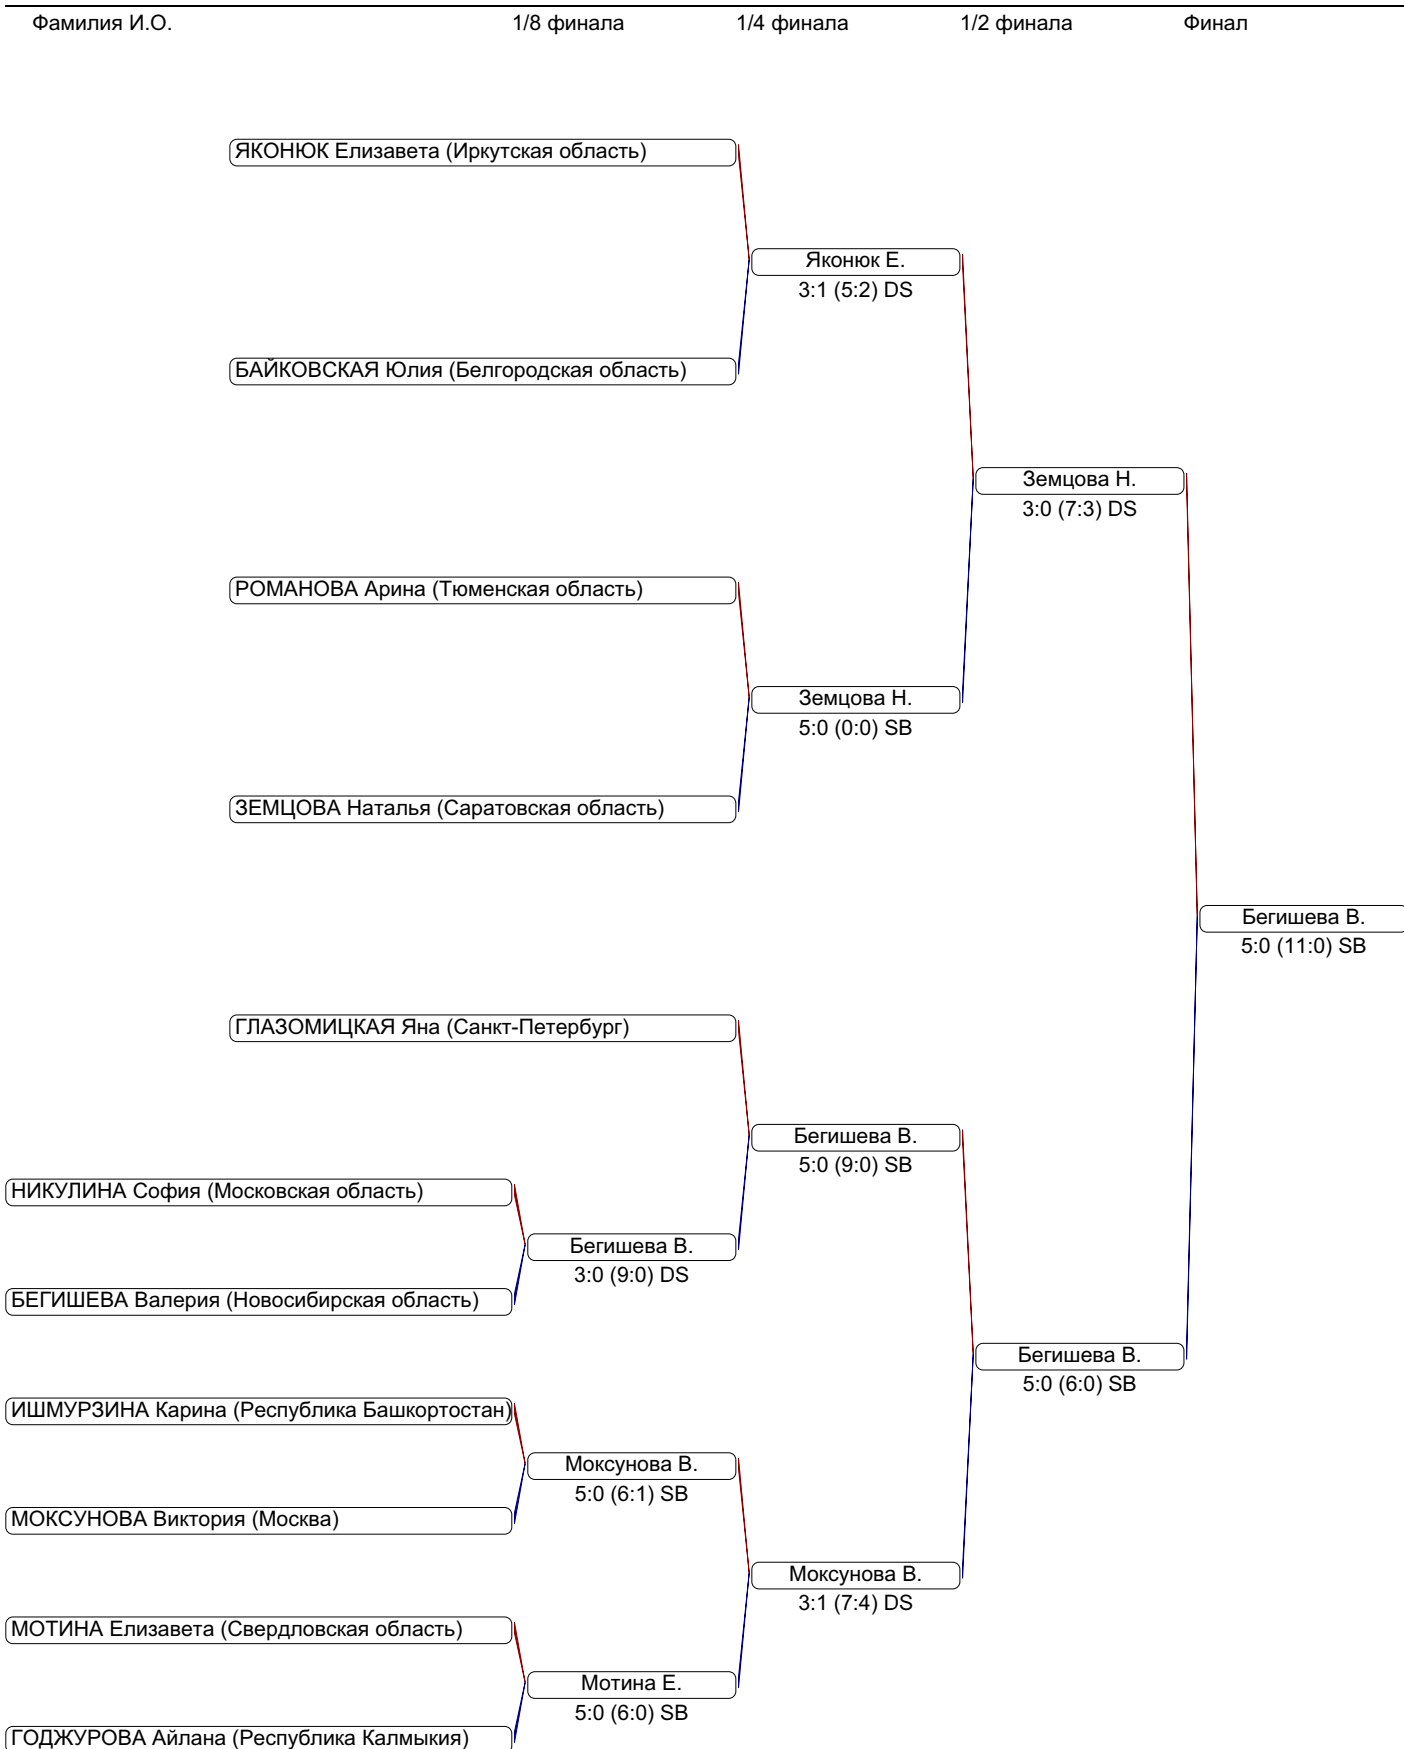 Фамилия И.О. 1/8 финала 1/4 финала 1/2 финала Финал
ЯКОНЮК Елизавета (Иркутская область)
Яконюк Е.
3:1 (5:2) DS
БАЙКОВСКАЯ Юлия (Белгородская область)
Земцова Н.
3:0 (7:3) DS
РОМАНОВА Арина (Тюменская область)
Земцова Н.
5:0 (0:0) SB
ЗЕМЦОВА Наталья (Саратовская область)
Бегишева В.
5:0 (11:0) SB
ГЛАЗОМИЦКАЯ Яна (Санкт-Петербург)
Бегишева В.
5:0 (9:0) SB
НИКУЛИНА София (Московская область)
Бегишева В.
3:0 (9:0) DS
БЕГИШЕВА Валерия (Новосибирская область)
Бегишева В.
5:0 (6:0) SB
ИШМУРЗИНА Карина (Республика Башкортостан)
Моксунова В.
5:0 (6:1) SB
МОКСУНОВА Виктория (Москва)
Моксунова В.
3:1 (7:4) DS
МОТИНА Елизавета (Свердловская область)
Мотина Е.
5:0 (6:0) SB
ГОДЖУРОВА Айлана (Республика Калмыкия)